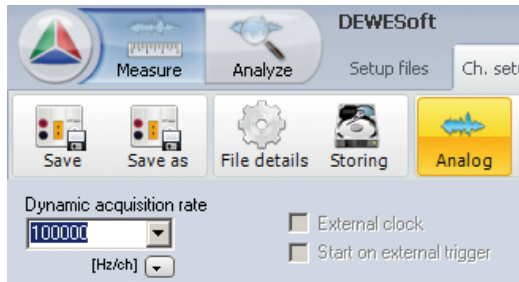 DEWESoft
Measure
Analyze
Setup files
Ch. set
Save
Save as
File details
Storing
Analog
Dynamic acquisition rate
100000
[Hz/ch]
External clock
Start on external trigger